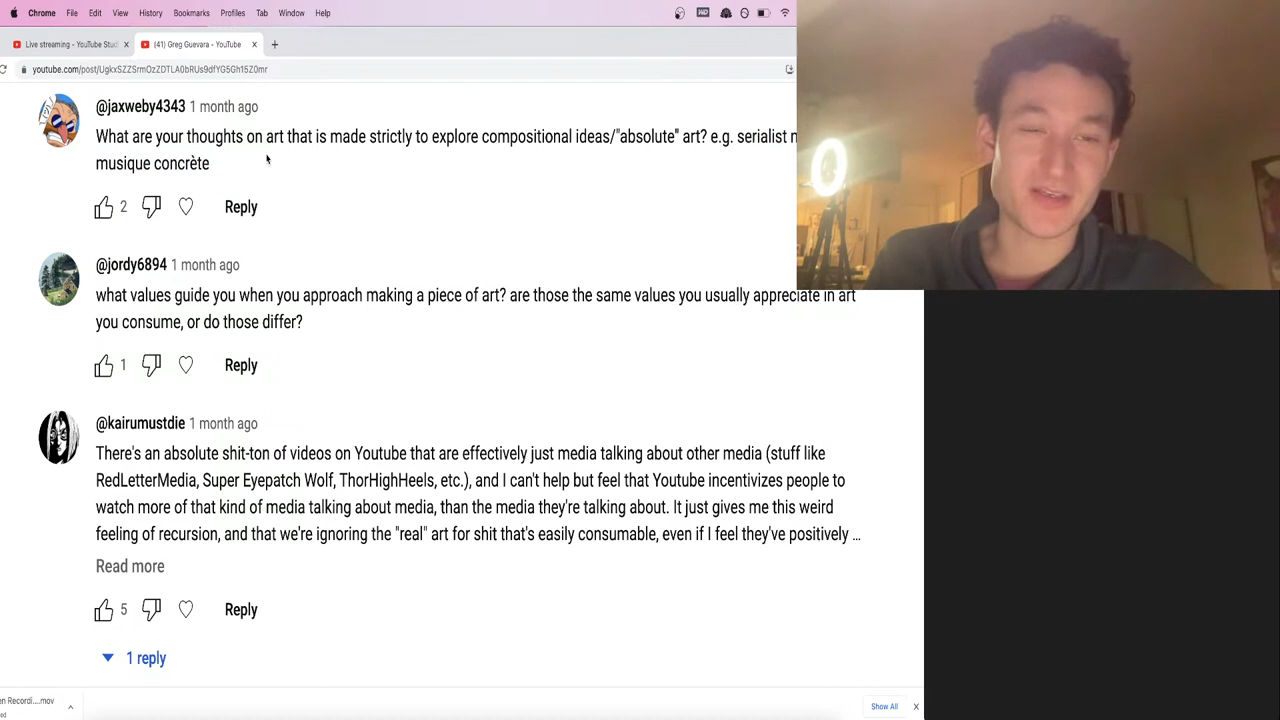 Chrome File Edit View History Bookmarks Profiles Tab Window Help
Live streaming - YouTube Stud × (41) Greg Guevara - YouTube × +
youtube.com/post/UgkxSZZSrmOzZDTLA0bRUs9dfYG5Gh15Z0mr
@jaxweby4343 1 month ago
What are your thoughts on art that is made strictly to explore compositional ideas/"absolute" art? e.g. serialist
musique concrète
2 Reply
@jordy6894 1 month ago
what values guide you when you approach making a piece of art? are those the same values you usually appreciate in art
you consume, or do those differ?
1 Reply
@kairumustdie 1 month ago
There's an absolute shit-ton of videos on Youtube that are effectively just media talking about other media (stuff like
RedLetterMedia, Super Eyepatch Wolf, ThorHighHeels, etc.), and I can't help but feel that Youtube incentivizes people to
watch more of that kind of media talking about media, than the media they're talking about. It just gives me this weird
feeling of recursion, and that we're ignoring the "real" art for shit that's easily consumable, even if I feel they've positively ...
Read more
5 Reply
1 reply
en Recordi....mov
Show All ×